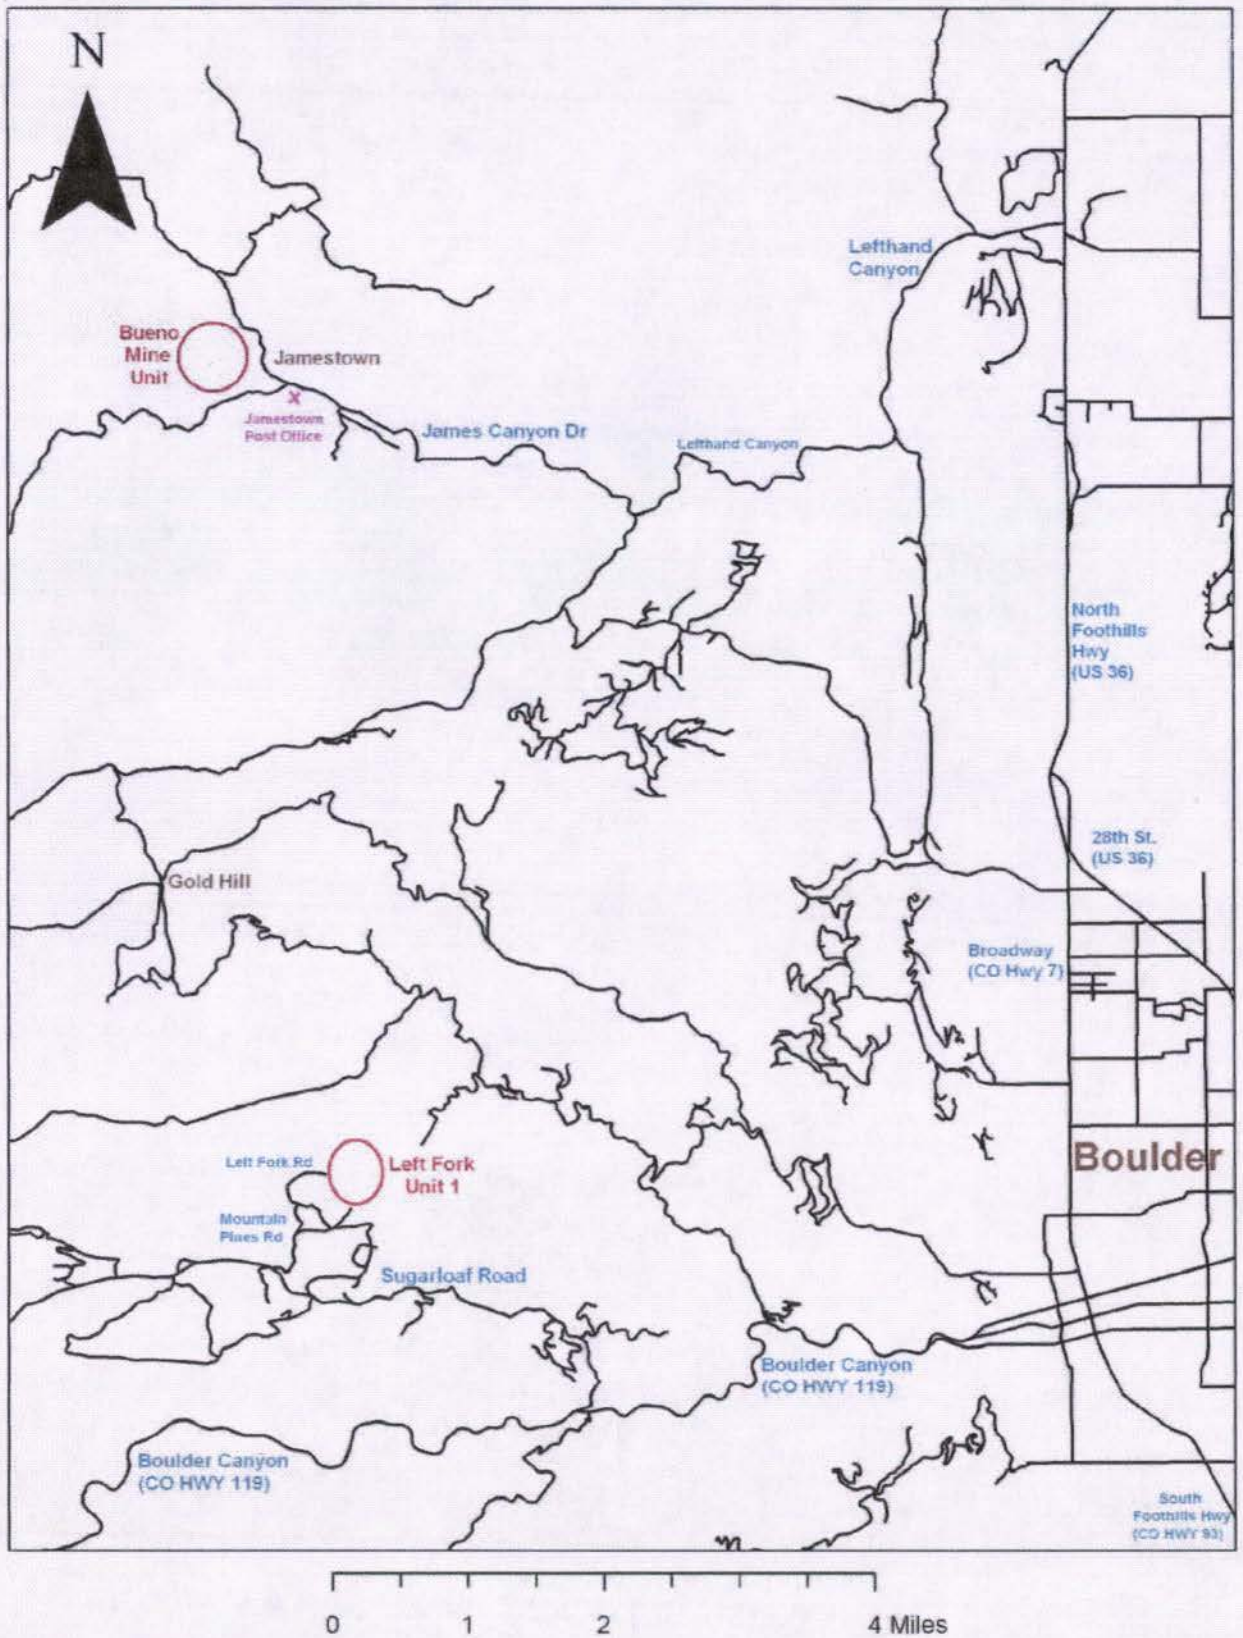 N
Lefthand
Canyon
Bueno
Mine
Unit
Jamestown
Jamestown
Post Office
James Canyon Dr
Lefthand Canyon
North
Foothills
Hwy
(US 36)
28th St.
(US 36)
Gold Hill
Broadway
(CO Hwy 7)
Boulder
Left Fork Rd
Left Fork
Unit 1
Mountain
Pines Rd
Sugarloaf Road
Boulder Canyon
(CO HWY 119)
Boulder Canyon
(CO HWY 119)
South
Foothills Hwy
(CO HWY 93)
0 1 2 4 Miles